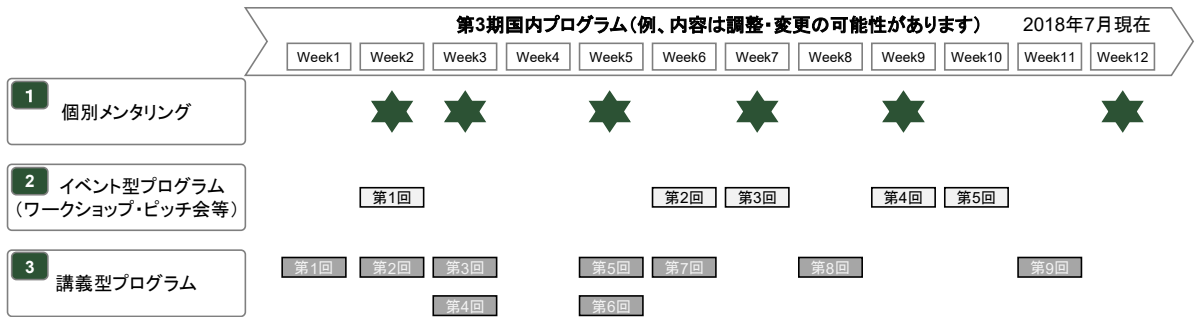 第3期国内プログラム(例、内容は調整・変更の可能性があります) 2018年7月現在
Week1 Week2 Week3 Week4 Week5 Week6 Week7 Week8 Week9 Week10 Week11 Week12
1 個別メンタリング
2 イベント型プログラム
(ワークショップ・ピッチ会等)
第1回 第2回 第3回 第4回 第5回
3 講義型プログラム
第1回 第2回 第3回 第5回 第7回 第8回 第9回
第4回 第6回